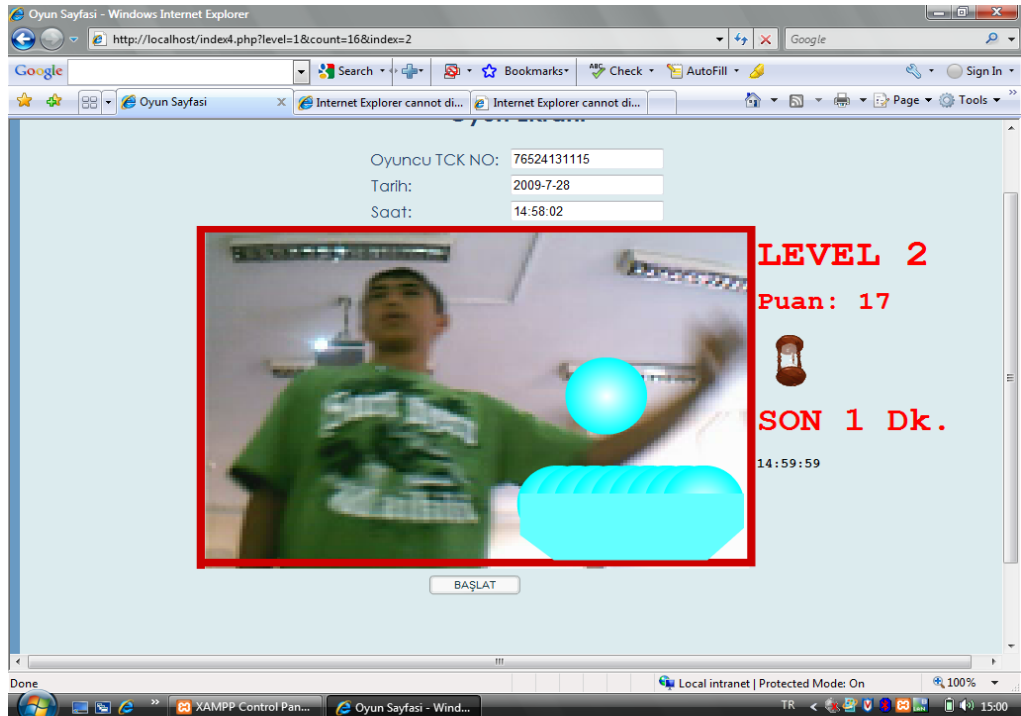 Oyun Sayfasi - Windows Internet Explorer
http://localhost/index4.php?level=1&count=16&index=2
Google
Google
Search
Bookmarks
ABC Check
AutoFill
Sign In
Oyun Sayfasi
Internet Explorer cannot di...
Internet Explorer cannot di...
Page
Tools
Oyuncu TCK NO:
76524131115
Tarih:
2009-7-28
Saat:
14:58:02
LEVEL 2
Puan: 17
SON 1 Dk.
14:59:59
BAŞLAT
Done
Local intranet | Protected Mode: On
100%
XAMPP Control Pan...
Oyun Sayfasi - Wind...
TR
15:00